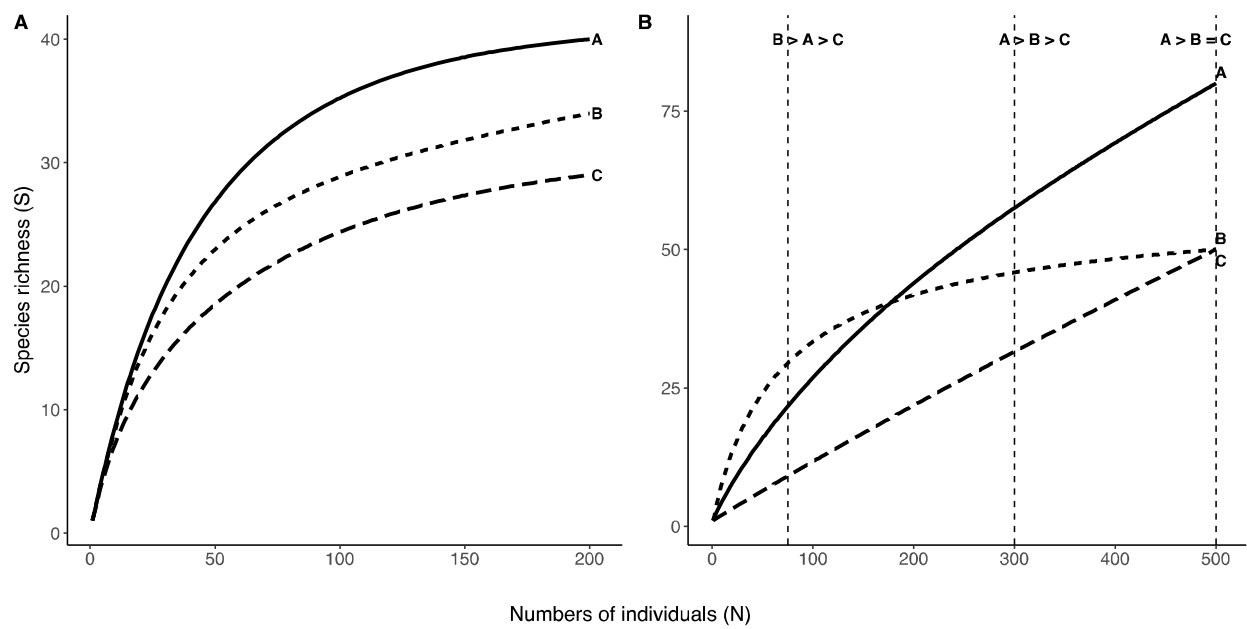 A
Species richness (S)
40
30
20
10
0
A
B
C
0 50 100 150 200
B
B > A > C A > B > C A > B = C
75
50
25
0
A
B
C
0 100 200 300 400 500
Numbers of individuals (N)